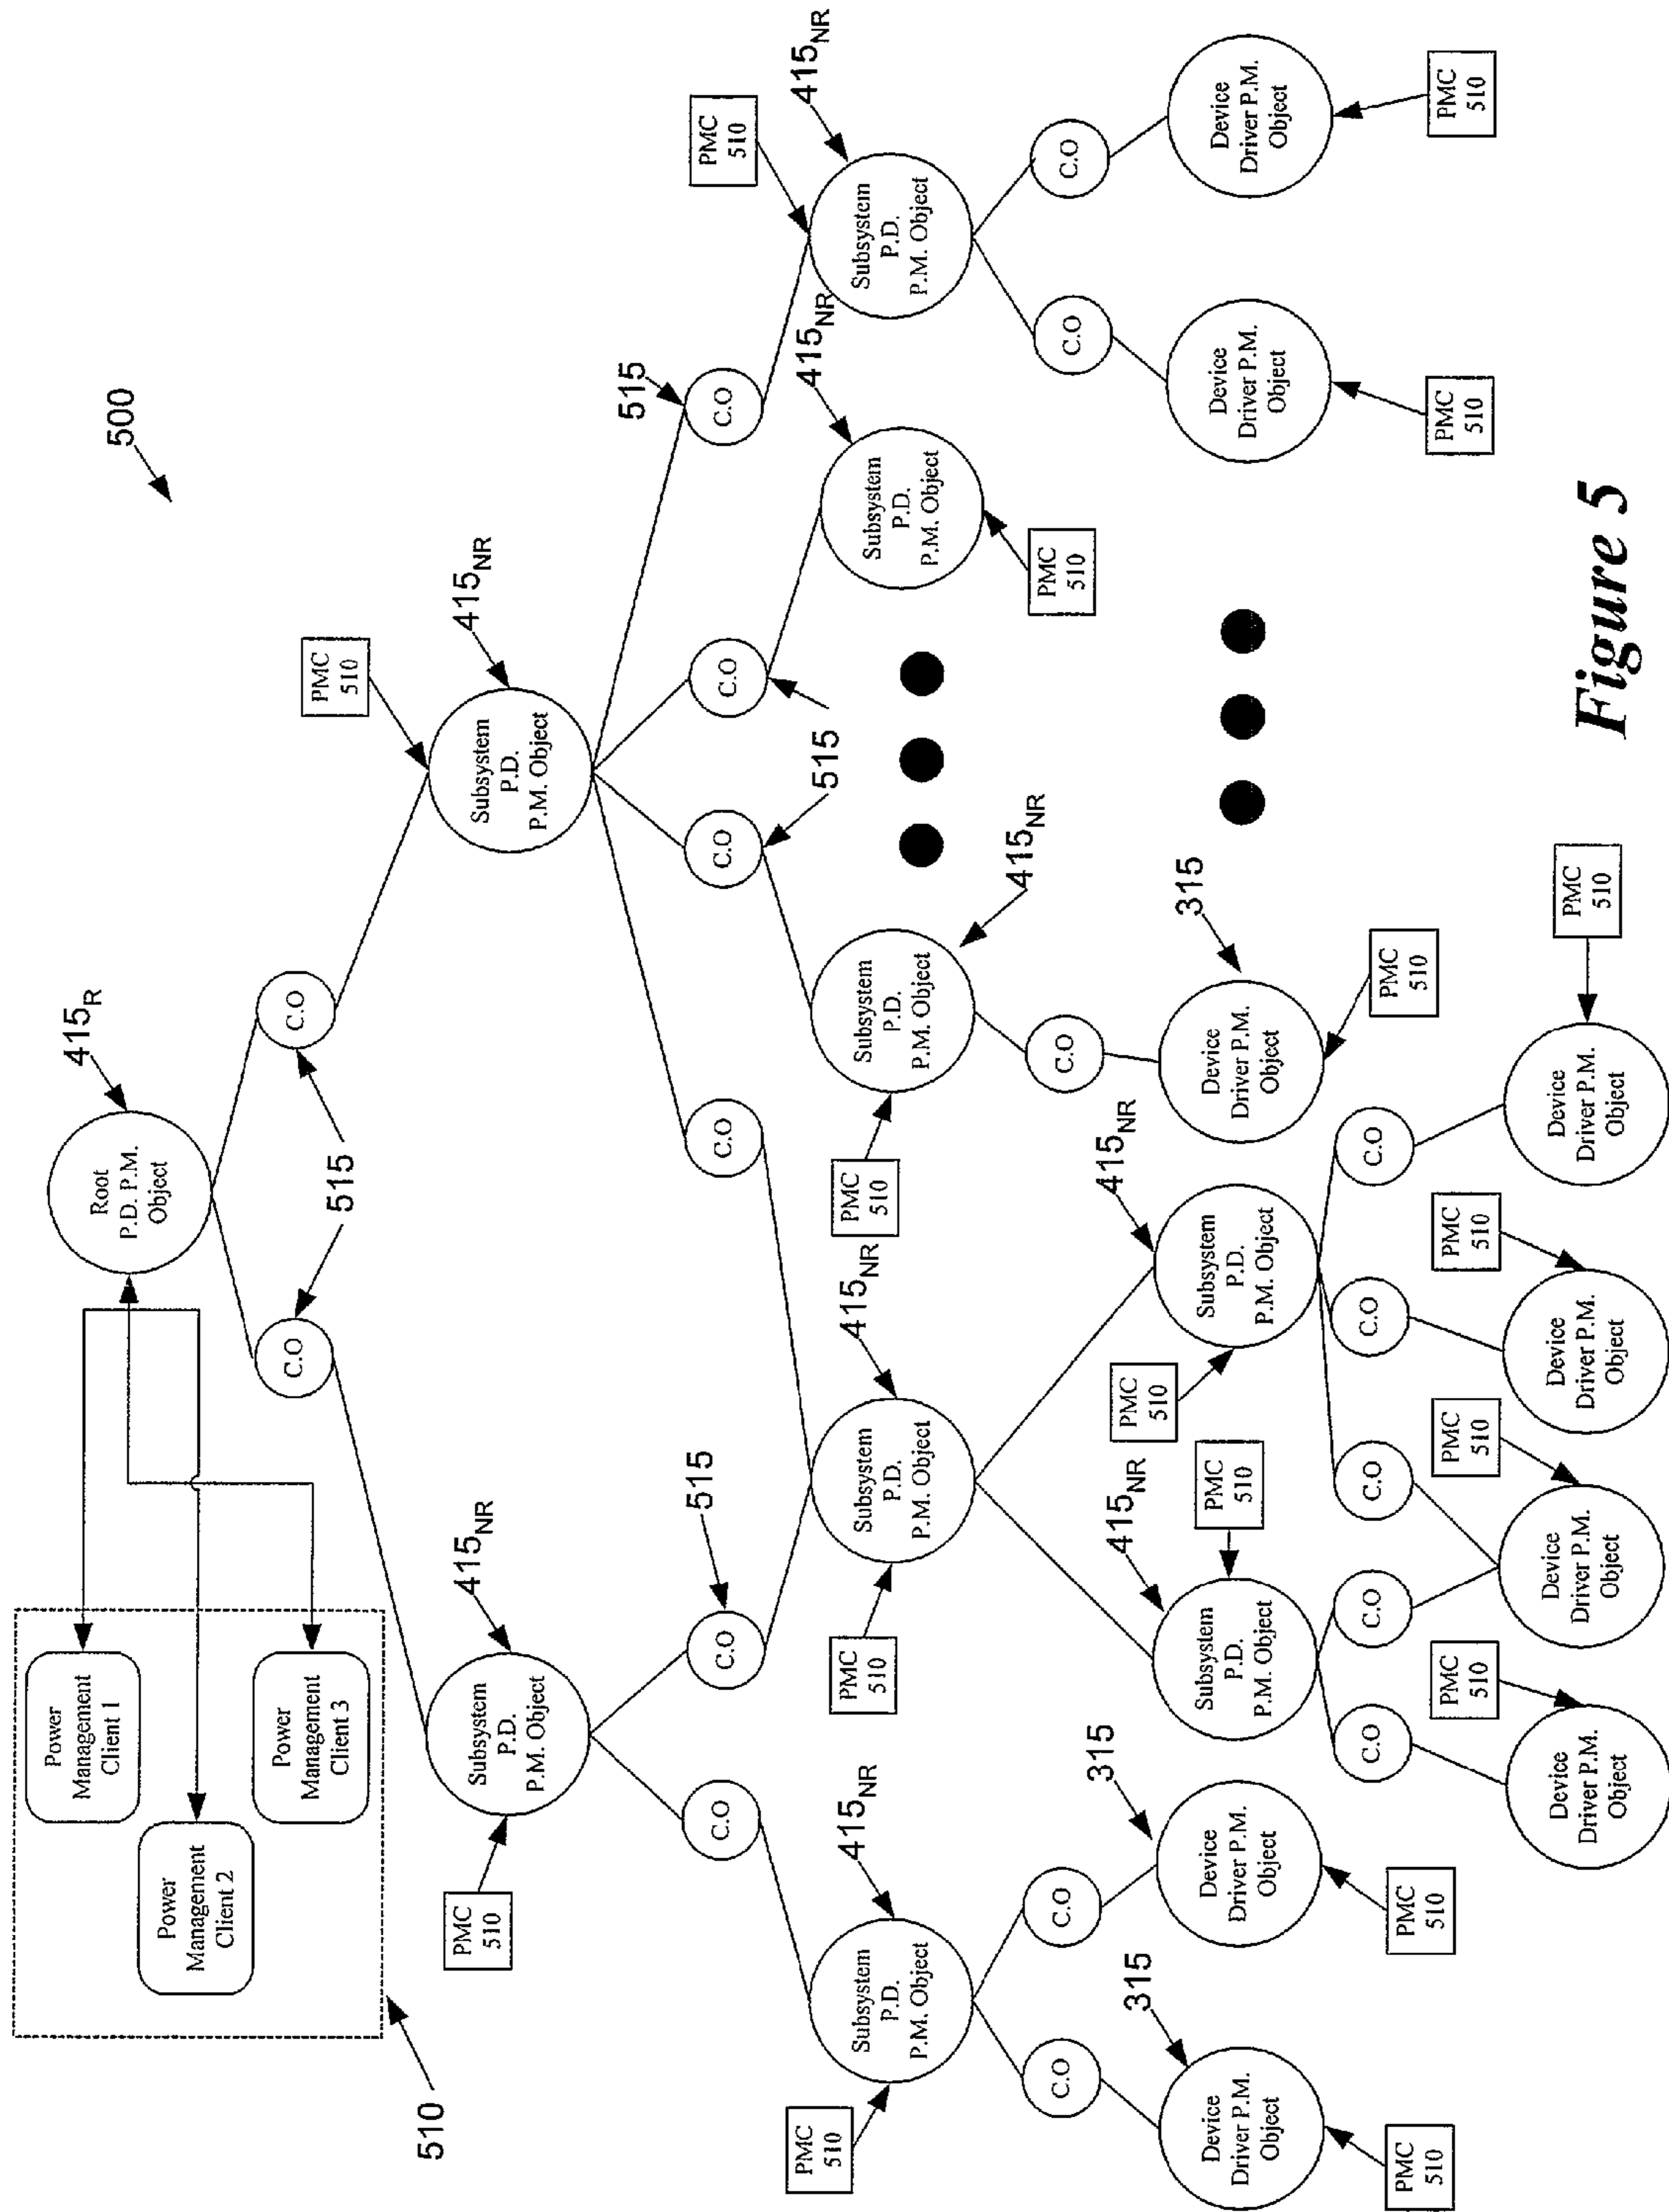 Power
Management
Client 1
Power
Management
Client 2
Power
Management
Client 3
510
Root
P.D. P.M.
Object
415R
500
C.O
C.O
515
PMC
510
Subsystem
P.D.
P.M. Object
415NR
PMC
510
Subsystem
P.D.
P.M. Object
415NR
C.O
C.O
515
C.O
C.O
515
C.O
C.O
515
PMC
510
Subsystem
P.D.
P.M. Object
415NR
PMC
510
Subsystem
P.D.
P.M. Object
415NR
PMC
510
Subsystem
P.D.
P.M. Object
415NR
Subsystem
P.D.
P.M. Object
415NR
PMC
510
PMC
510
Subsystem
P.D.
P.M. Object
415NR
C.O
C.O
C.O
C.O
C.O
Device
Driver P.M.
Object
315
PMC
510
Device
Driver P.M.
Object
315
PMC
510
Subsystem
P.D.
P.M. Object
415NR
PMC
510
PMC
510
Subsystem
P.D.
P.M. Object
415NR
Device
Driver P.M.
Object
315
PMC
510
Device
Driver P.M.
Object
PMC
510
Device
Driver P.M.
Object
PMC
510
C.O
C.O
C.O
C.O
C.O
Device
Driver P.M.
Object
PMC
510
Device
Driver P.M.
Object
PMC
510
Device
Driver P.M.
Object
PMC
510
Device
Driver P.M.
Object
PMC
510
Figure 5